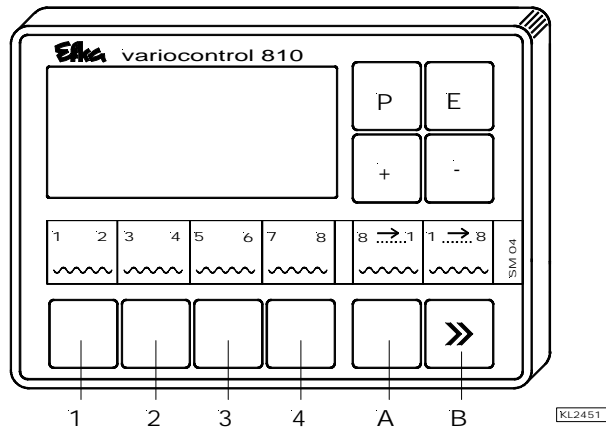 Efka variocontrol 810
P E
+ -
1 2 3 4 5 6 7 8 8 1 1 8
SM 04
»
1 2 3 4 A B
KL2451